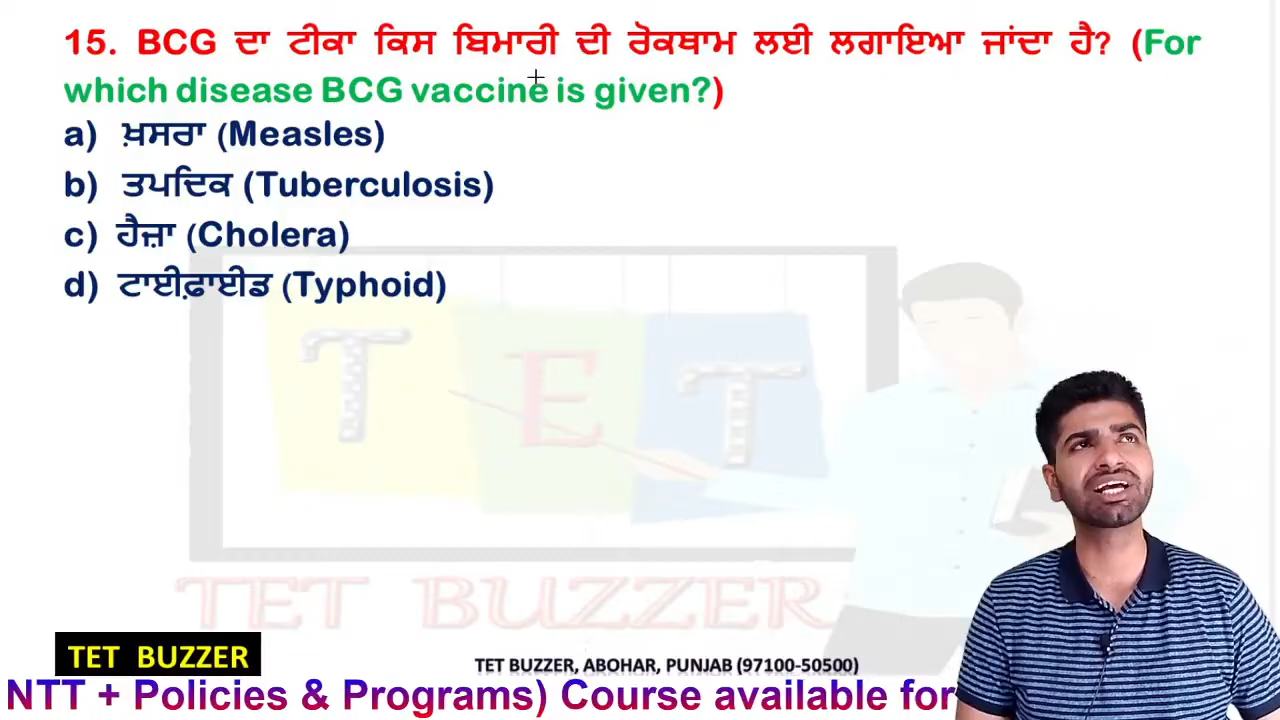 15. BCG ਦਾ ਟੀਕਾ ਕਿਸ ਬਿਮਾਰੀ ਦੀ ਰੋਕਥਾਮ ਲਈ ਲਗਾਇਆ ਜਾਂਦਾ ਹੈ? (For
which disease BCG vaccine is given?)
a) ਖ਼ਸਰਾ (Measles)
b) ਤਪਦਿਕ (Tuberculosis)
c) ਹੈਜ਼ਾ (Cholera)
d) ਟਾਈਫ਼ਾਈਡ (Typhoid)
T E T
TET BUZZER
TET BUZZER
TET BUZZER, ABOHAR, PUNJAB (97100-50500)
NTT + Policies & Programs) Course available for